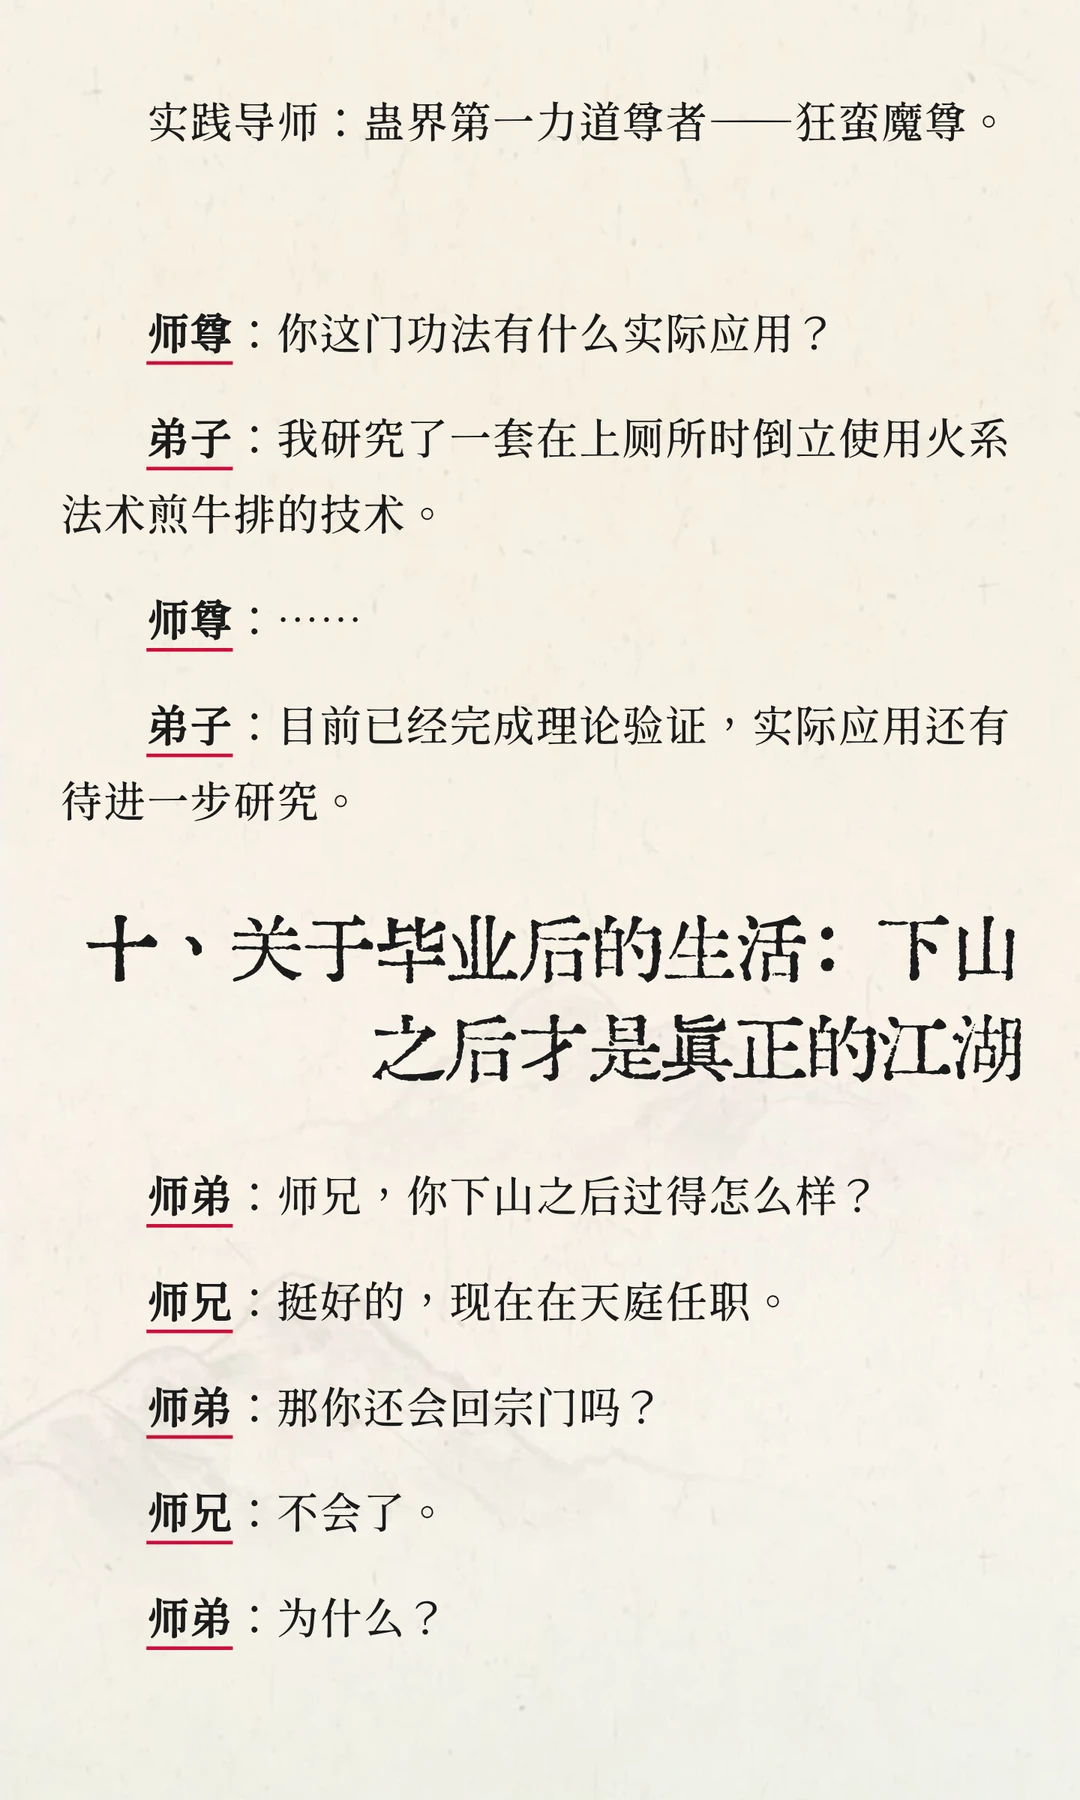 实践导师：蛊界第一力道尊者——狂蛮魔尊。
师尊：你这门功法有什么实际应用？
弟子：我研究了一套在上厕所时倒立使用火系
法术煎牛排的技术。
师尊：……
弟子：目前已经完成理论验证，实际应用还有
待进一步研究。
十、关于毕业后的生活：下山
之后才是眞正的江湖
师弟：师兄，你下山之后过得怎么样？
师兄：挺好的，现在在天庭任职。
师弟：那你还会回宗门吗？
师兄：不会了。
师弟：为什么？